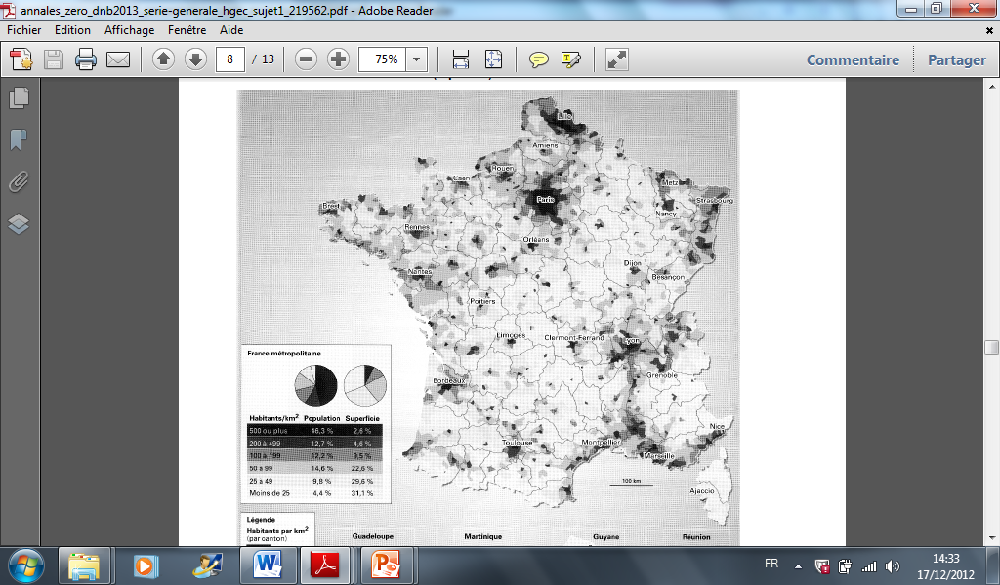 annales_zero_dnb2013_serie-generale_hgec_sujet1_219562.pdf - Adobe Reader
Fichier Edition Affichage Fenêtre Aide
8 / 13 75% Commentaire Partager
Lille
Amiens
Rouen
Caen
Metz
Paris
Strasbourg
Brest
Nancy
Rennes
Orléans
Dijon
Nantes
Besançon
Poitiers
Limoges
Clermont-Ferrand
Lyon
France métropolitaine
Grenoble
Bordeaux
Habitants/km² Population Superficie
500 ou plus 46,3 % 2,6 %
200 à 499 12,7 % 4,6 %
100 à 199 12,2 % 9,5 %
50 à 99 14,6 % 22,6 %
25 à 49 9,8 % 29,6 %
Moins de 25 4,4 % 31,1 %
Nice
Toulouse
Montpellier
Marseille
100 km
Ajaccio
Légende
Habitants par km²
(par canton)
Guadeloupe Martinique Guyane Réunion
FR
14:33
17/12/2012